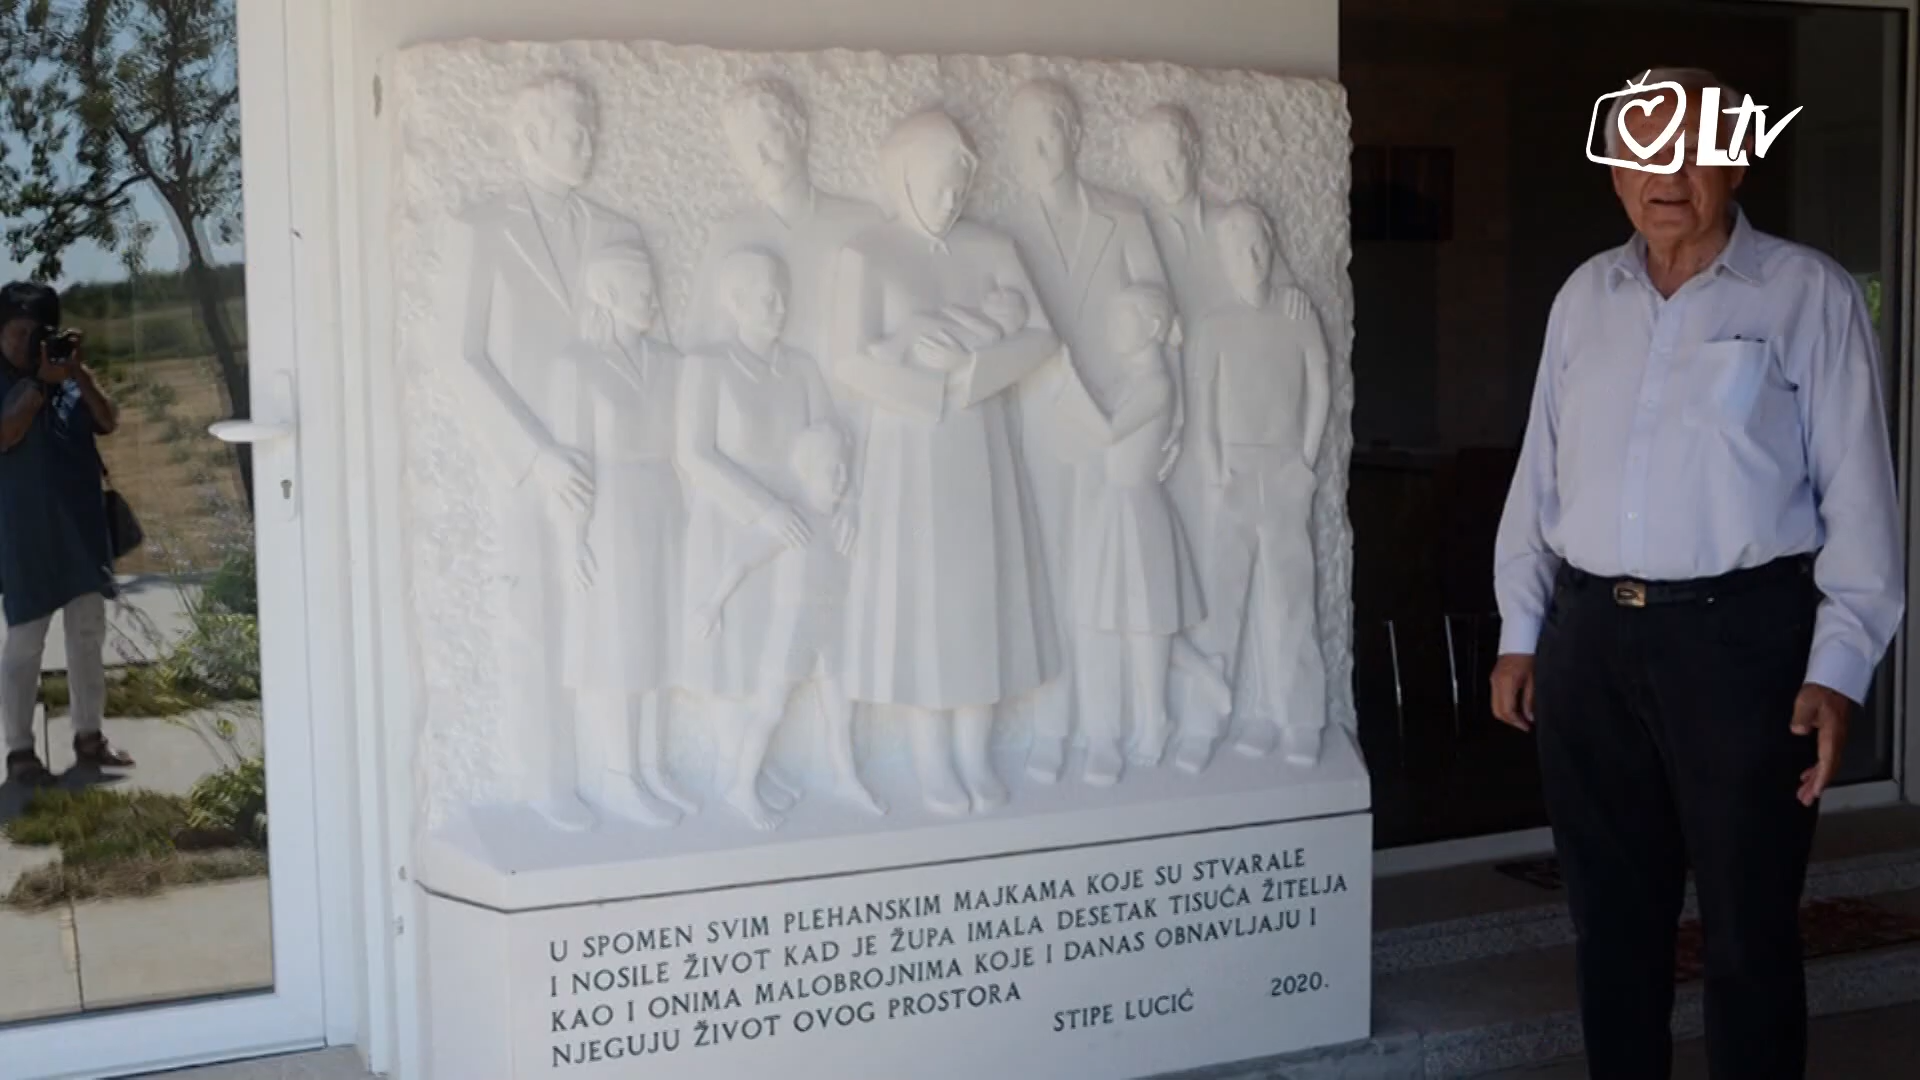 Ltv
U SPOMEN SVIM PLEHANSKIM MAJKAMA KOJE SU STVARALE
I NOSILE ŽIVOT KAD JE ŽUPA IMALA DESETAK TISUĆA ŽITELJA
KAO I ONIMA MALOBROJNIMA KOJE I DANAS OBNAVLJAJU I
NJEGUJU ŽIVOT OVOG PROSTORA
STIPE LUCIĆ 2020.